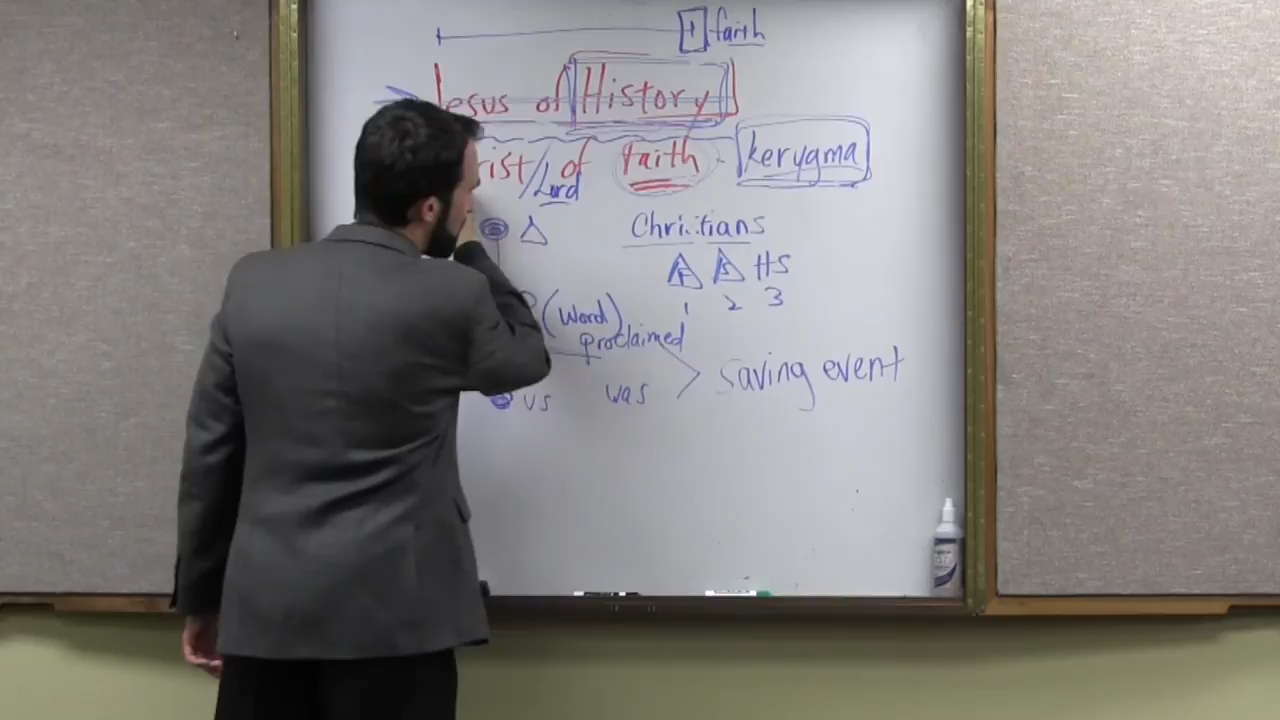 faith
Jesus of History
rist/Lord of faith - kerygma
Christians
F S HS
1 2 3
(Word)
proclaimed
was > saving event
vs